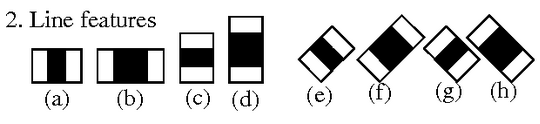 2. Line features
(a) (b) (c) (d) (e) (f) (g) (h)